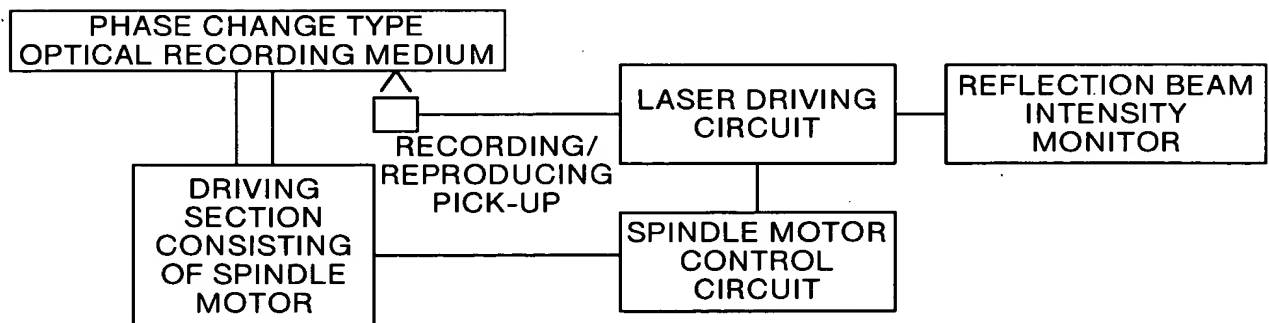 PHASE CHANGE TYPE
OPTICAL RECORDING MEDIUM
LASER DRIVING
CIRCUIT
REFLECTION BEAM
INTENSITY
MONITOR
RECORDING/
REPRODUCING
PICK-UP
DRIVING
SECTION
CONSISTING
OF SPINDLE
MOTOR
SPINDLE MOTOR
CONTROL
CIRCUIT